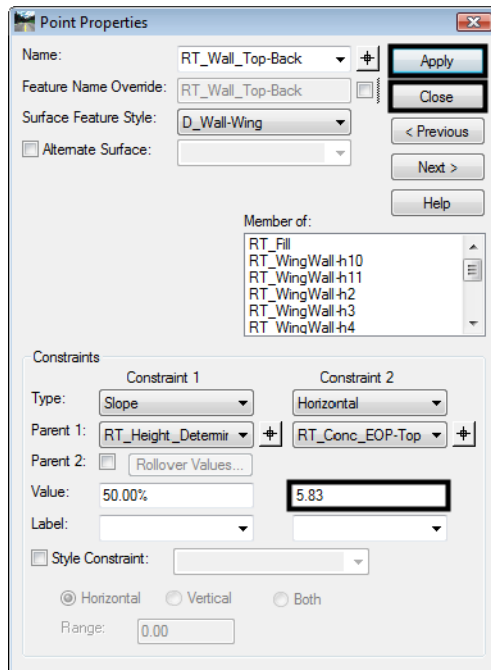 Point Properties
Name: RT_Wall_Top-Back
Apply
Feature Name Override: RT_Wall_Top-Back
Close
Surface Feature Style: D_Wall-Wing
< Previous
Alternate Surface:
Next >
Help
Member of:
RT_Fill
RT_WingWall-h10
RT_WingWall-h11
RT_WingWall-h2
RT_WingWall-h3
RT_WingWall-h4
Constraints
Constraint 1 Constraint 2
Type: Slope Horizontal
Parent 1: RT_Height_Determir RT_Conc_EOP-Top
Parent 2: Rollover Values...
Value: 50.00% 5.83
Label:
Style Constraint:
Horizontal Vertical Both
Range: 0.00